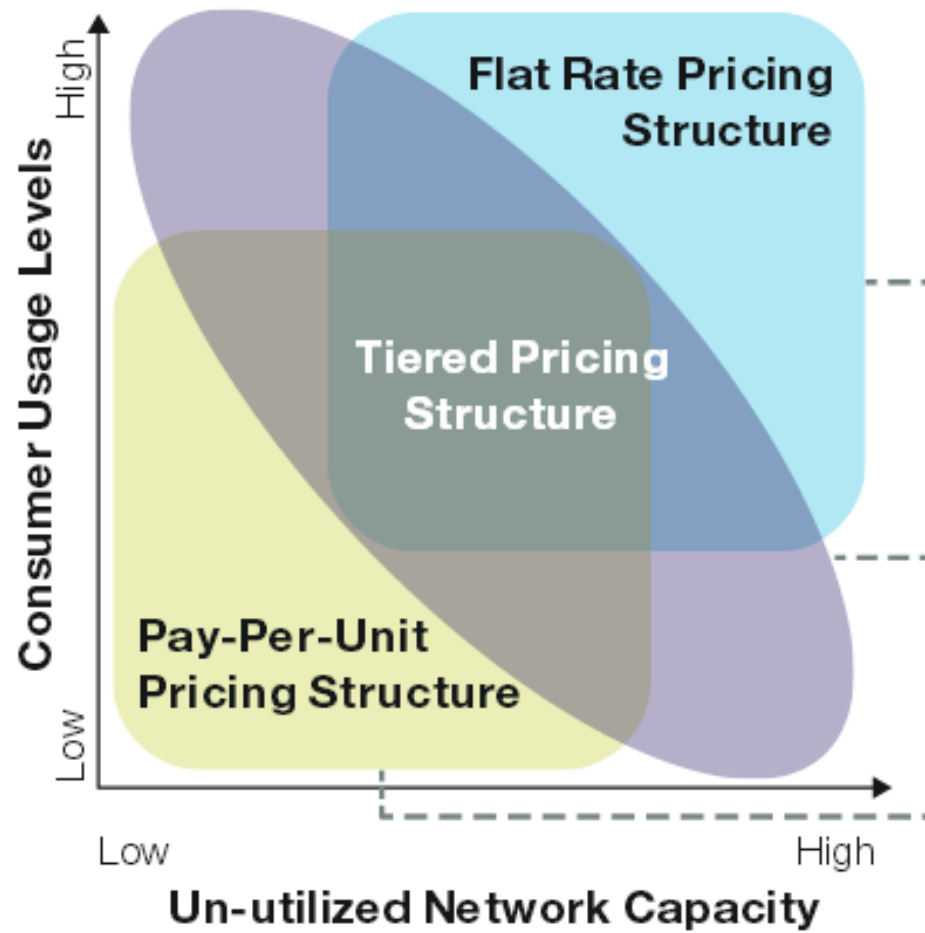 High
Flat Rate Pricing
Structure
Consumer Usage Levels
Tiered Pricing
Structure
Pay-Per-Unit
Pricing Structure
Low
Low
High
Un-utilized Network Capacity